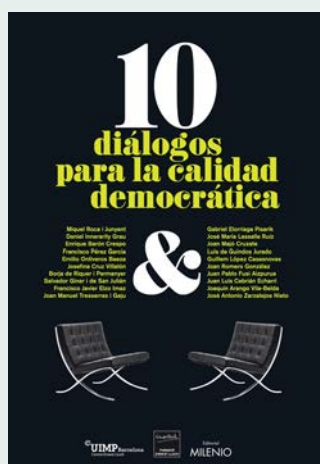 10
diálogos
para la calidad
democrática
Miquel Roca i Junyent
Daniel Innerarity Grau
Enrique Barón Crespo
Francisco Pérez García
Emilio Ontiveros Baeza
Josefina Cruz Villalón
Borja de Riquer i Permanyer
Salvador Giner i de San Julián
Francisco Javier Elzo Imaz
Joan Manuel Tresserras i Gaju
&
Gabriel Elorriaga Pisarik
José María Lassalle Ruiz
Joan Majó Cruzate
Luis de Guindos Jurado
Guillem López Casasnovas
Joan Romero González
Juan Pablo Fusi Aizpurua
Juan Luis Cebrián Echarri
Joaquín Arango Vila-Belda
José Antonio Zarzalejos Nieto
UIMP Barcelona
Editorial
MILENIO